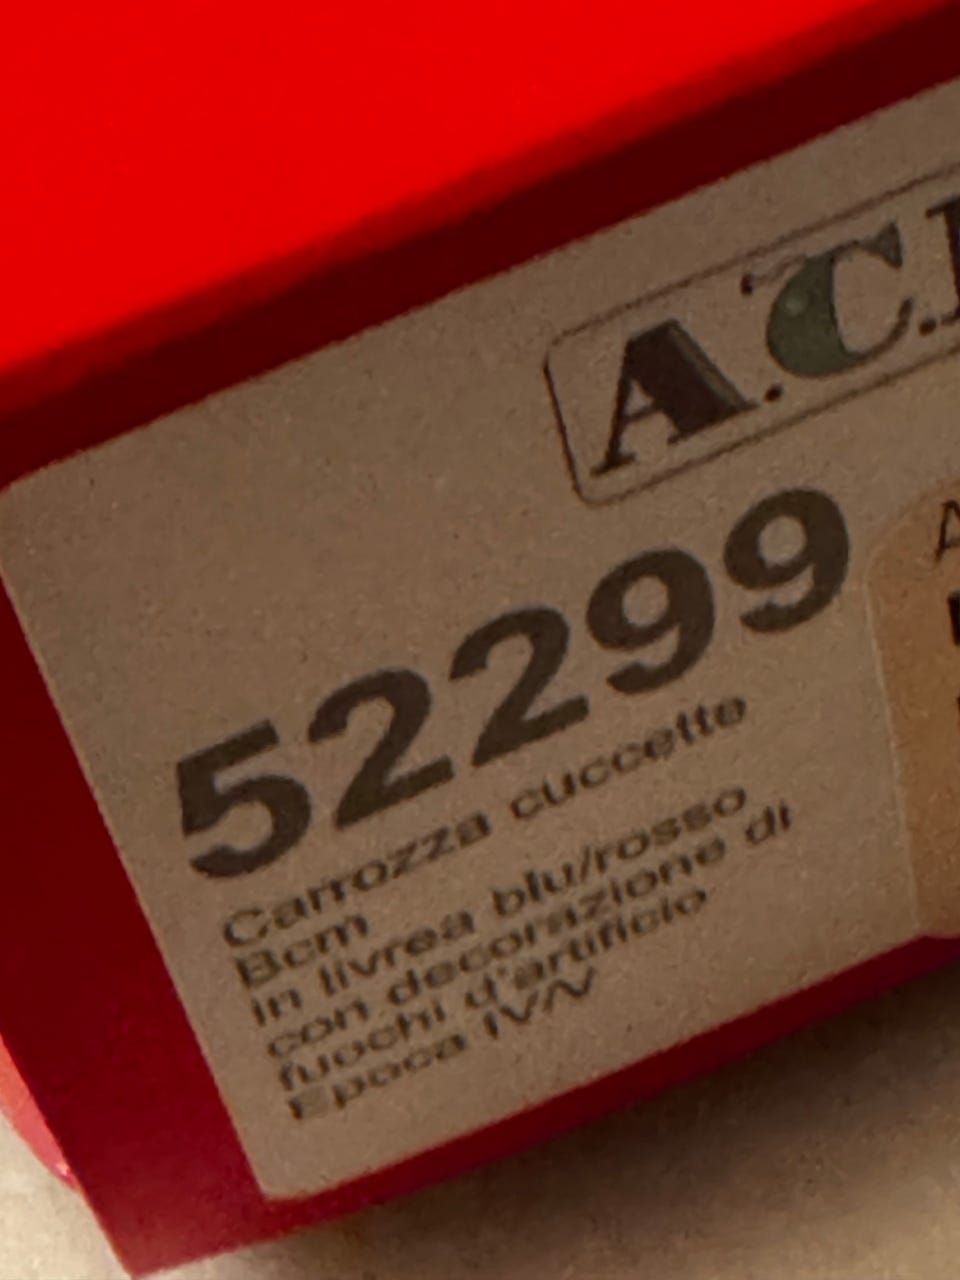 A.C.
52299
Carrozza cuccette
Bcm
in livrea blu/rosso
con decorazione di
fuochi d'artificio
Epoca IV/V